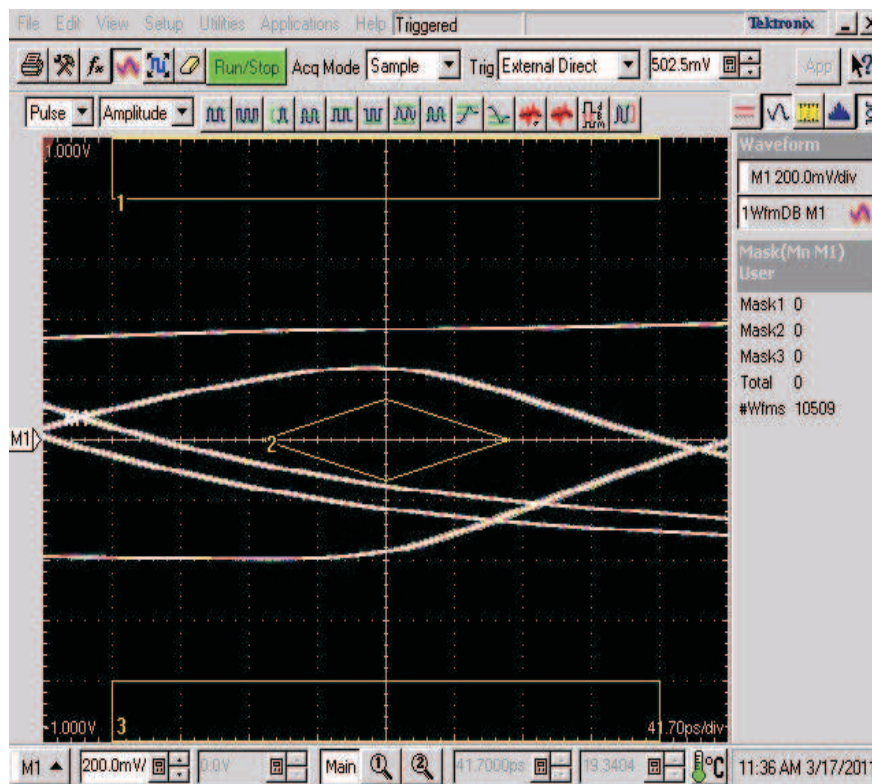 File Edit View Setup Utilities Applications Help Triggered Tektronix
Run/Stop Acq Mode Sample Trig External Direct 502.5mV App
Pulse Amplitude
1.000V
1
2
M1
3
-1.000V
41.70ps/div
Waveform
M1 200.0mV/div
1WfmDB M1
Mask(Mn M1)
User
Mask1 0
Mask2 0
Mask3 0
Total 0
#Wfms 10509
M1 200.0mV/ 0.0V Main 1 2 41.7000ps 19.3404 °C 11:36 AM 3/17/2011